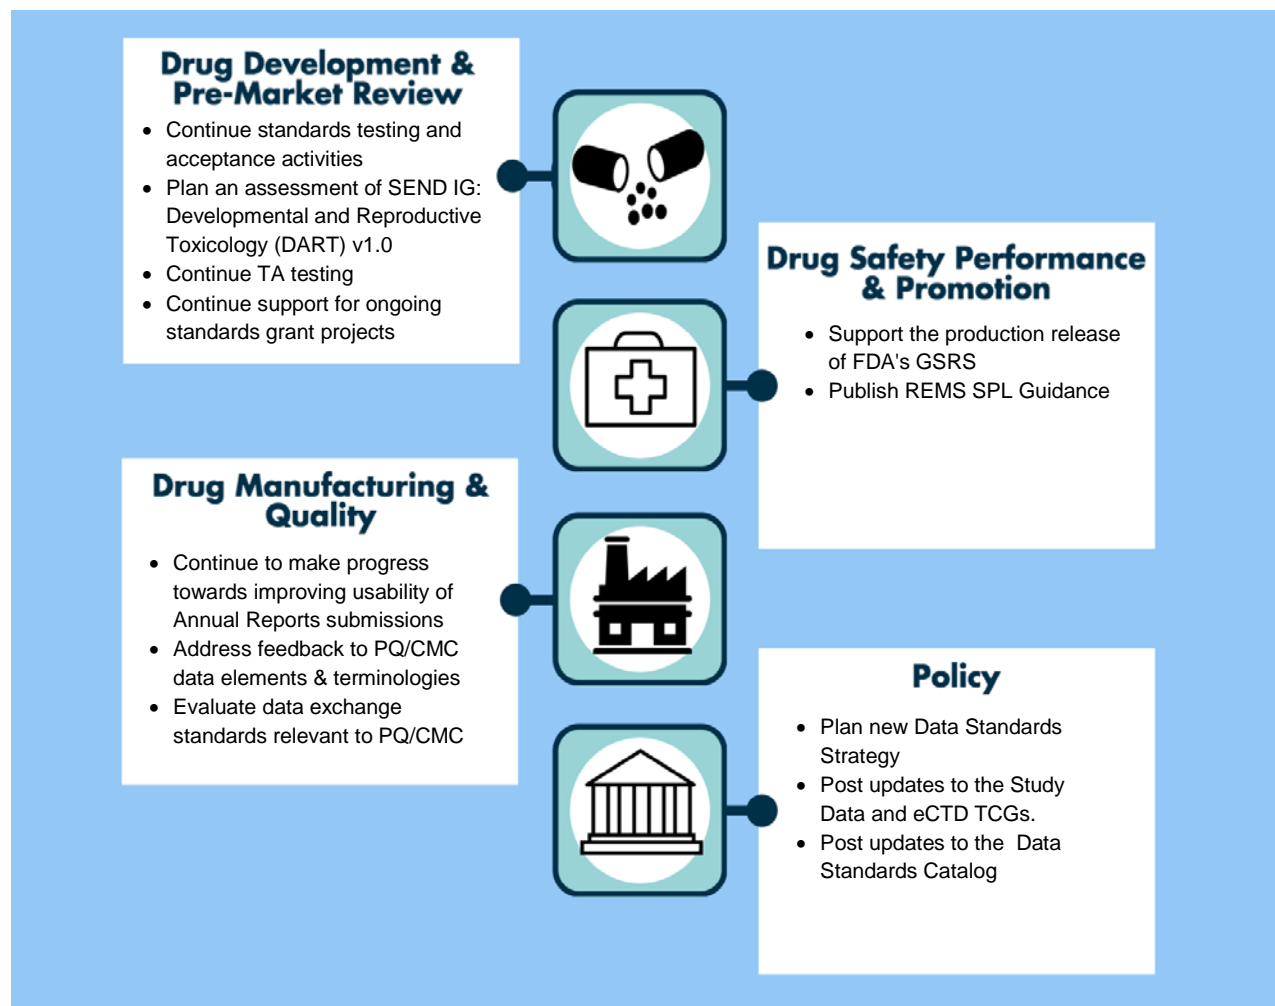 Drug Development &
Pre-Market Review
• Continue standards testing and
acceptance activities
• Plan an assessment of SEND IG:
Developmental and Reproductive
Toxicology (DART) v1.0
• Continue TA testing
• Continue support for ongoing
standards grant projects
Drug Safety Performance
& Promotion
• Support the production release
of FDA's GSRS
• Publish REMS SPL Guidance
Drug Manufacturing &
Quality
• Continue to make progress
towards improving usability of
Annual Reports submissions
• Address feedback to PQ/CMC
data elements & terminologies
• Evaluate data exchange
standards relevant to PQ/CMC
Policy
• Plan new Data Standards
Strategy
• Post updates to the Study
Data and eCTD TCGs.
• Post updates to the  Data
Standards Catalog